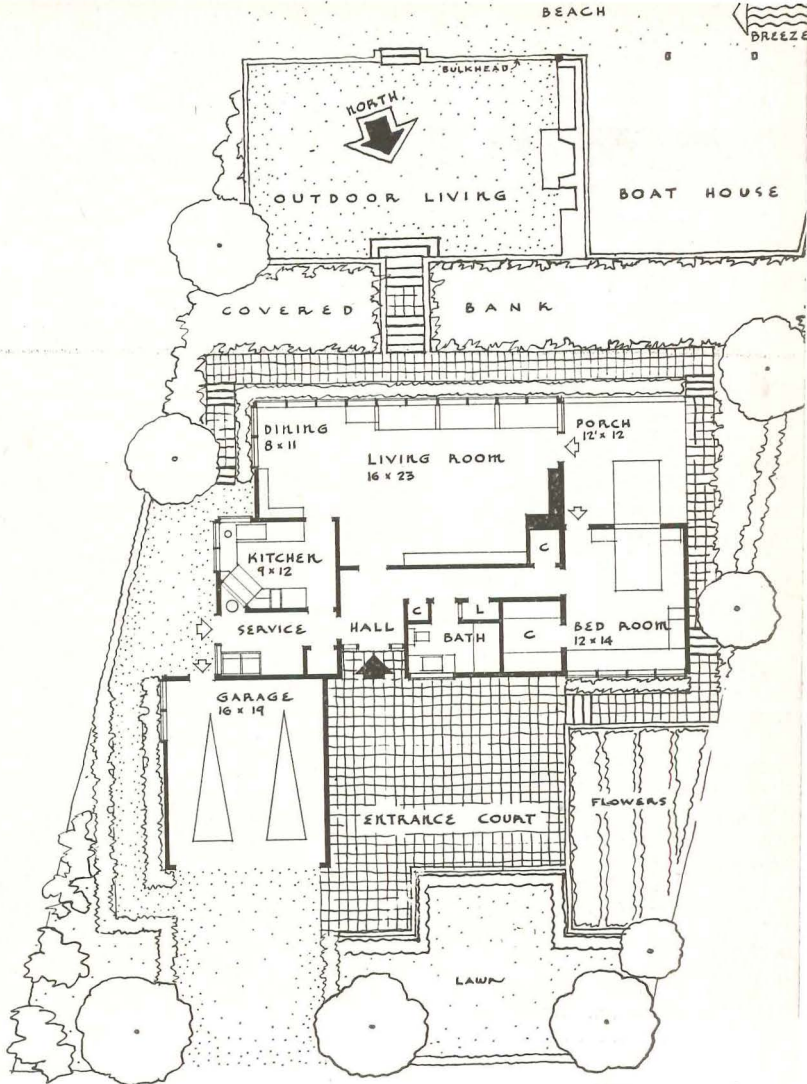 BEACH
BREEZE
BULKHEAD
NORTH
OUTDOOR LIVING
BOAT HOUSE
COVERED BANK
DINING
8 x 11
LIVING ROOM
16 x 23
PORCH
12' x 12
KITCHEN
9 x 12
C
SERVICE
HALL
C
L
BATH
C
BED ROOM
12 x 14
GARAGE
16 x 19
ENTRANCE COURT
FLOWERS
LAWN